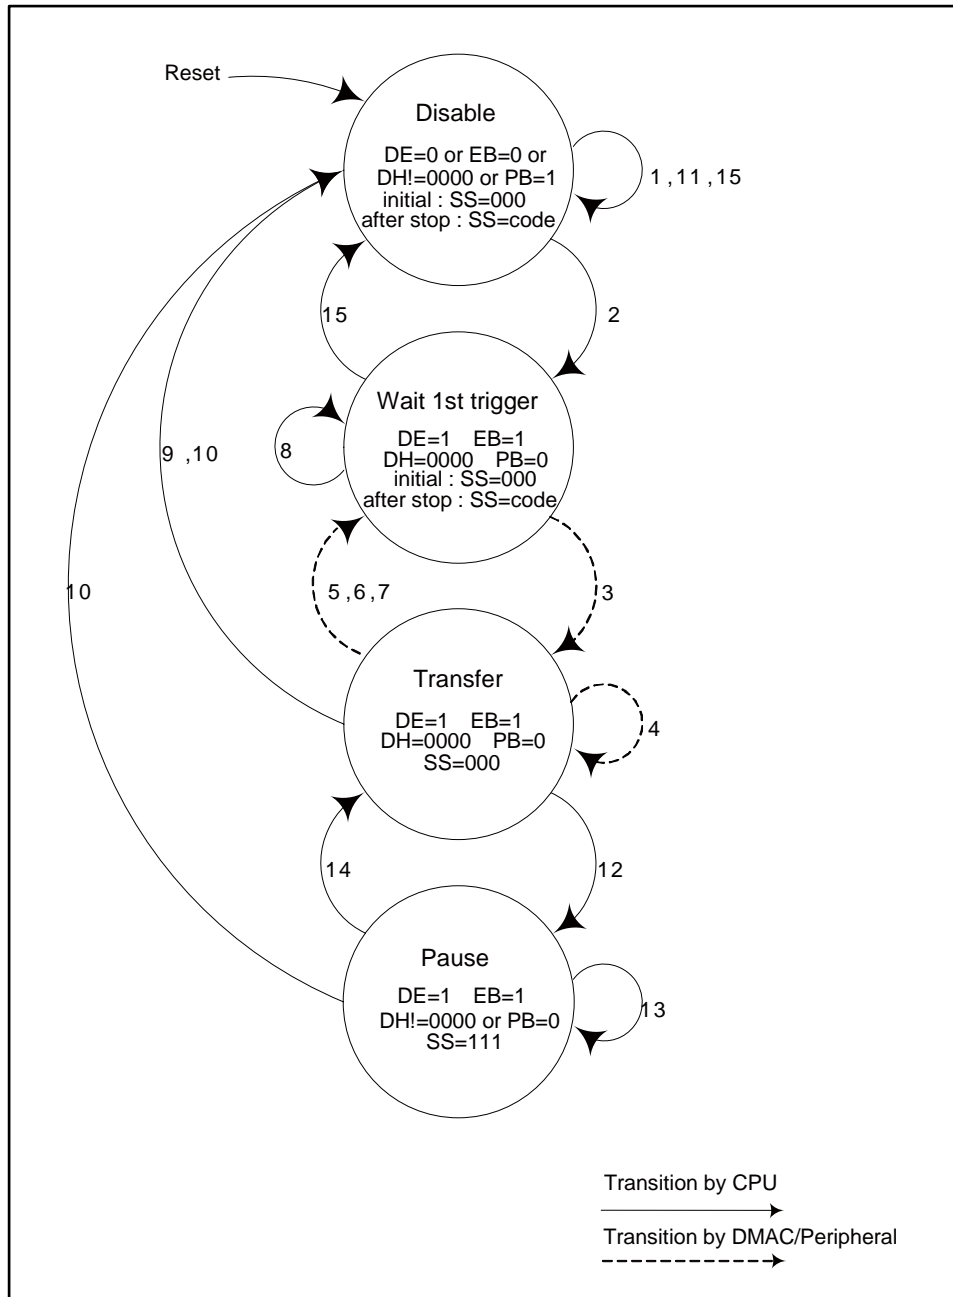 Reset
Disable
DE=0 or EB=0 or
DH!=0000 or PB=1
initial : SS=000
after stop : SS=code
1 ,11 ,15
15
2
Wait 1st trigger
DE=1 EB=1
DH=0000 PB=0
initial : SS=000
after stop : SS=code
8
9 ,10
10
5 ,6 ,7
3
Transfer
DE=1 EB=1
DH=0000 PB=0
SS=000
4
14
12
Pause
DE=1 EB=1
DH!=0000 or PB=0
SS=111
13
Transition by CPU
Transition by DMAC/Peripheral